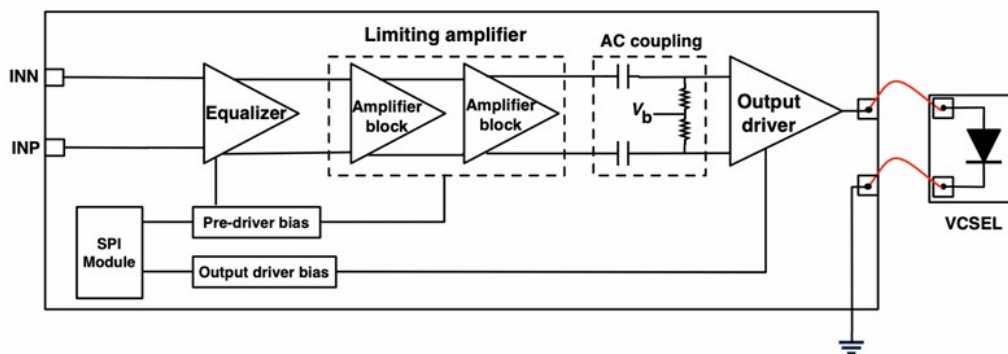 Limiting amplifier
AC coupling
INN
INP
Equalizer
Amplifier
block
Amplifier
block
Vb
Output
driver
VCSEL
SPI
Module
Pre-driver bias
Output driver bias